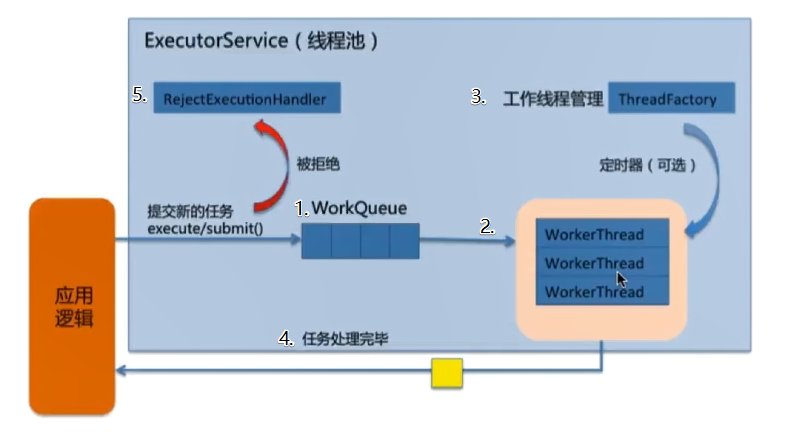 ExecutorService（线程池）
5. RejectExecutionHandler
3. 工作线程管理 ThreadFactory
被拒绝
定时器（可选）
提交新的任务
execute/submit()
1. WorkQueue
2.
WorkerThread
WorkerThread
WorkerThread
应用
逻辑
4. 任务处理完毕